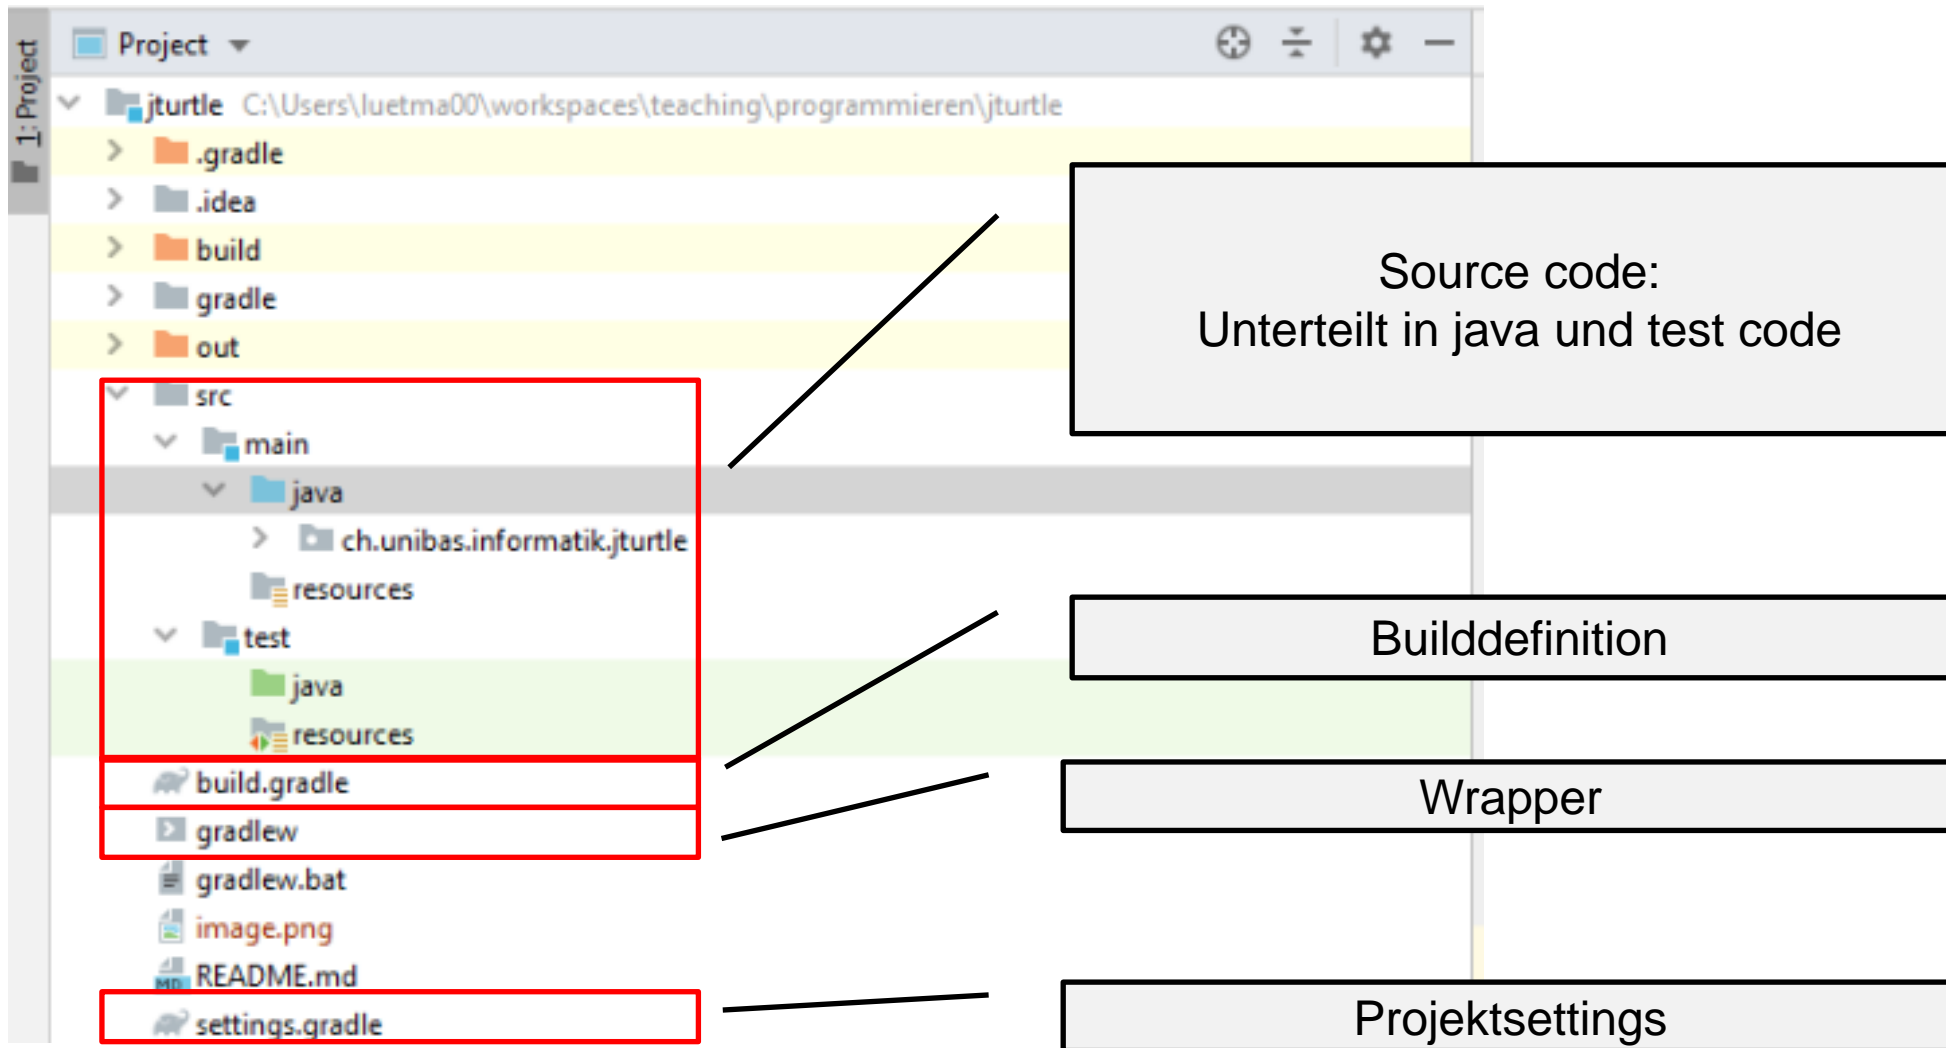 1: Project
Project
jturtle C:\Users\luetma00\workspaces\teaching\programmieren\jturtle
.gradle
.idea
build
gradle
out
src
main
java
ch.unibas.informatik.jturtle
resources
test
java
resources
build.gradle
gradlew
gradlew.bat
image.png
MD README.md
settings.gradle
Source code:
Unterteilt in java und test code
Builddefinition
Wrapper
Projektsettings